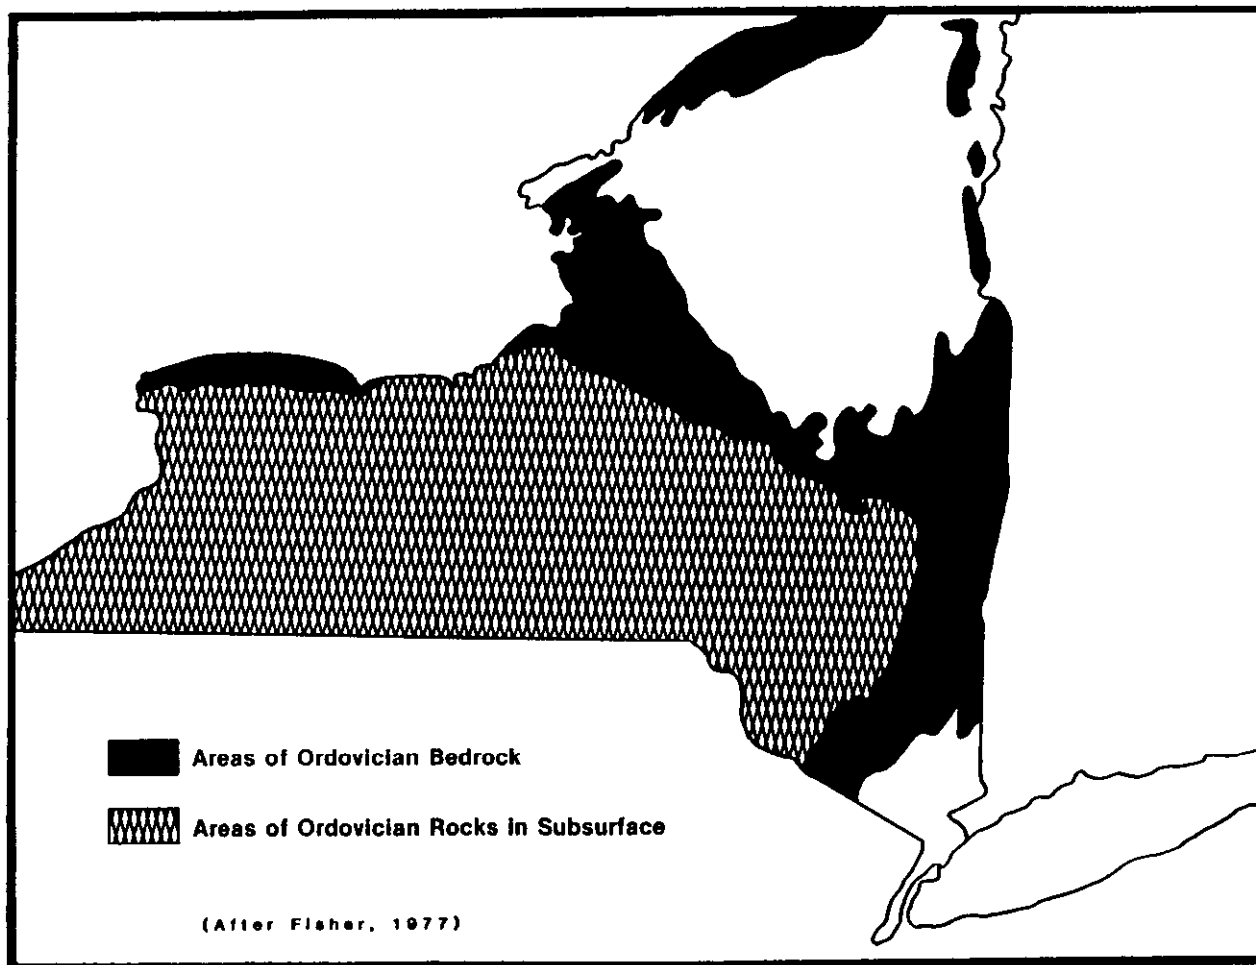 Areas of Ordovician Bedrock
Areas of Ordovician Rocks in Subsurface
(After Fisher, 1977)